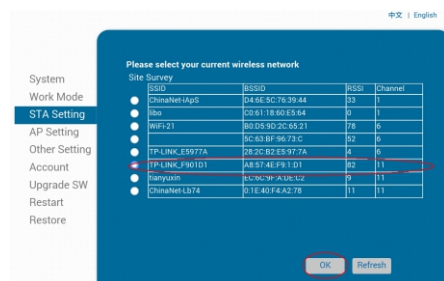 中文 | English
Please select your current wireless network
Site Survey
SSID BSSID RSSI Channel
ChinaNet-iApS D4:6E:5C:76:39:44 33 1
libo C0:61:18:60:E5:64 0 1
WiFi-21 B0:D5:9D:2C:65:21 78 6
5C:63:BF:96:73:C 52 6
TP-LINK_E5977A 28:2C:B2:E5:97:7A 4 6
TP-LINK_F901D1 A8:57:4E:F9:1:D1 82 11
tianyuxin EC:6C:9F:A:DE:C2 9 11
ChinaNet-Lb74 0:1E:40:F4:A2:78 11 11
System
Work Mode
STA Setting
AP Setting
Other Setting
Account
Upgrade SW
Restart
Restore
OK Refresh